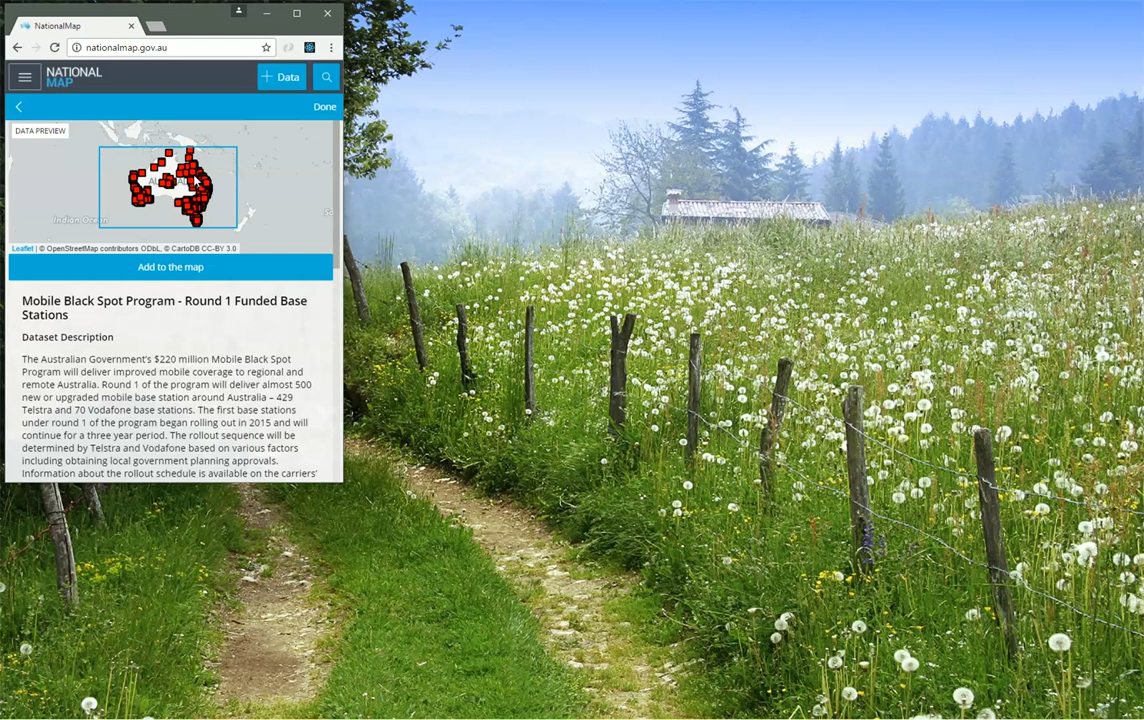 NationalMap
nationalmap.gov.au
NATIONAL
MAP
Data
Done
DATA PREVIEW
Indian Ocean
Leaflet | © OpenStreetMap contributors ODbL, © CartoDB CC-BY 3.0
Add to the map
Mobile Black Spot Program - Round 1 Funded Base
Stations
Dataset Description
The Australian Government's $220 million Mobile Black Spot
Program will deliver improved mobile coverage to regional and
remote Australia. Round 1 of the program will deliver almost 500
new or upgraded mobile base station around Australia – 429
Telstra and 70 Vodafone base stations. The first base stations
under round 1 of the program began rolling out in 2015 and will
continue for a three year period. The rollout sequence will be
determined by Telstra and Vodafone based on various factors
including obtaining local government planning approvals.
Information about the rollout schedule is available on the carriers'